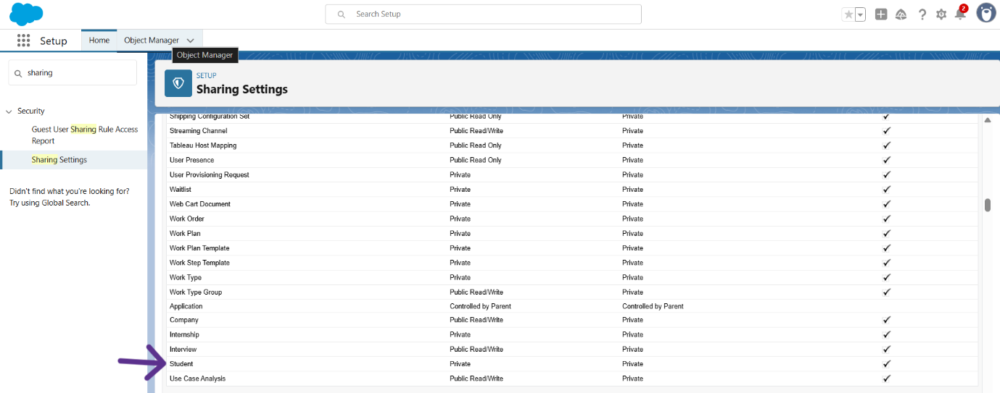 Search Setup
2
Setup
Home
Object Manager
Object Manager
sharing
SETUP
Sharing Settings
Security
Guest User Sharing Rule Access
Report
Sharing Settings
Didn't find what you're looking for?
Try using Global Search.
Shipping Configuration Set Public Read Only Private
Streaming Channel Public Read/Write Private
Tableau Host Mapping Public Read Only Private
User Presence Public Read Only Private
User Provisioning Request Private Private
Waitlist Private Private
Web Cart Document Private Private
Work Order Private Private
Work Plan Private Private
Work Plan Template Private Private
Work Step Template Private Private
Work Type Private Private
Work Type Group Public Read/Write Private
Application Controlled by Parent Controlled by Parent
Company Public Read/Write Private
Internship Private Private
Interview Public Read/Write Private
Student Private Private
Use Case Analysis Public Read/Write Private